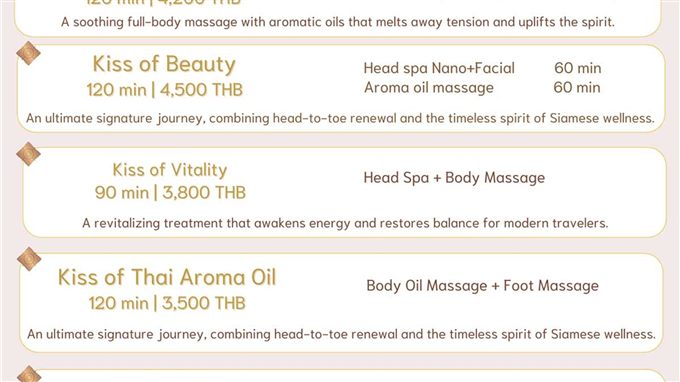 120 min | 4,200 THB
A soothing full-body massage with aromatic oils that melts away tension and uplifts the spirit.
Kiss of Beauty
120 min | 4,500 THB
Head spa Nano+Facial 60 min
Aroma oil massage 60 min
An ultimate signature journey, combining head-to-toe renewal and the timeless spirit of Siamese wellness.
Kiss of Vitality
90 min | 3,800 THB
Head Spa + Body Massage
A revitalizing treatment that awakens energy and restores balance for modern travelers.
Kiss of Thai Aroma Oil
120 min | 3,500 THB
Body Oil Massage + Foot Massage
An ultimate signature journey, combining head-to-toe renewal and the timeless spirit of Siamese wellness.